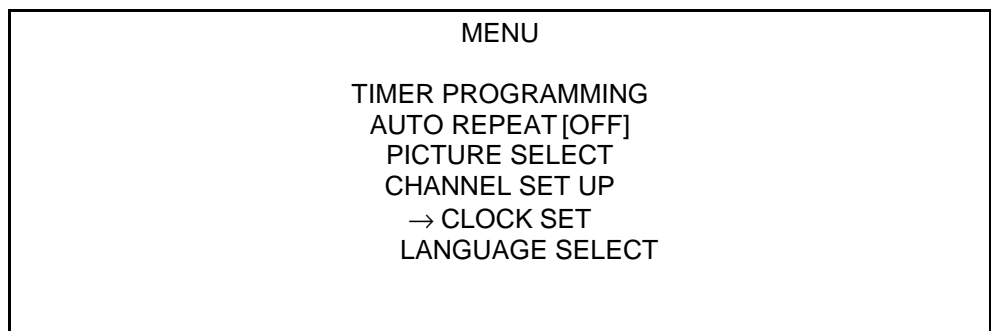 MENU
TIMER PROGRAMMING
AUTO REPEAT [OFF]
PICTURE SELECT
CHANNEL SET UP
→ CLOCK SET
LANGUAGE SELECT